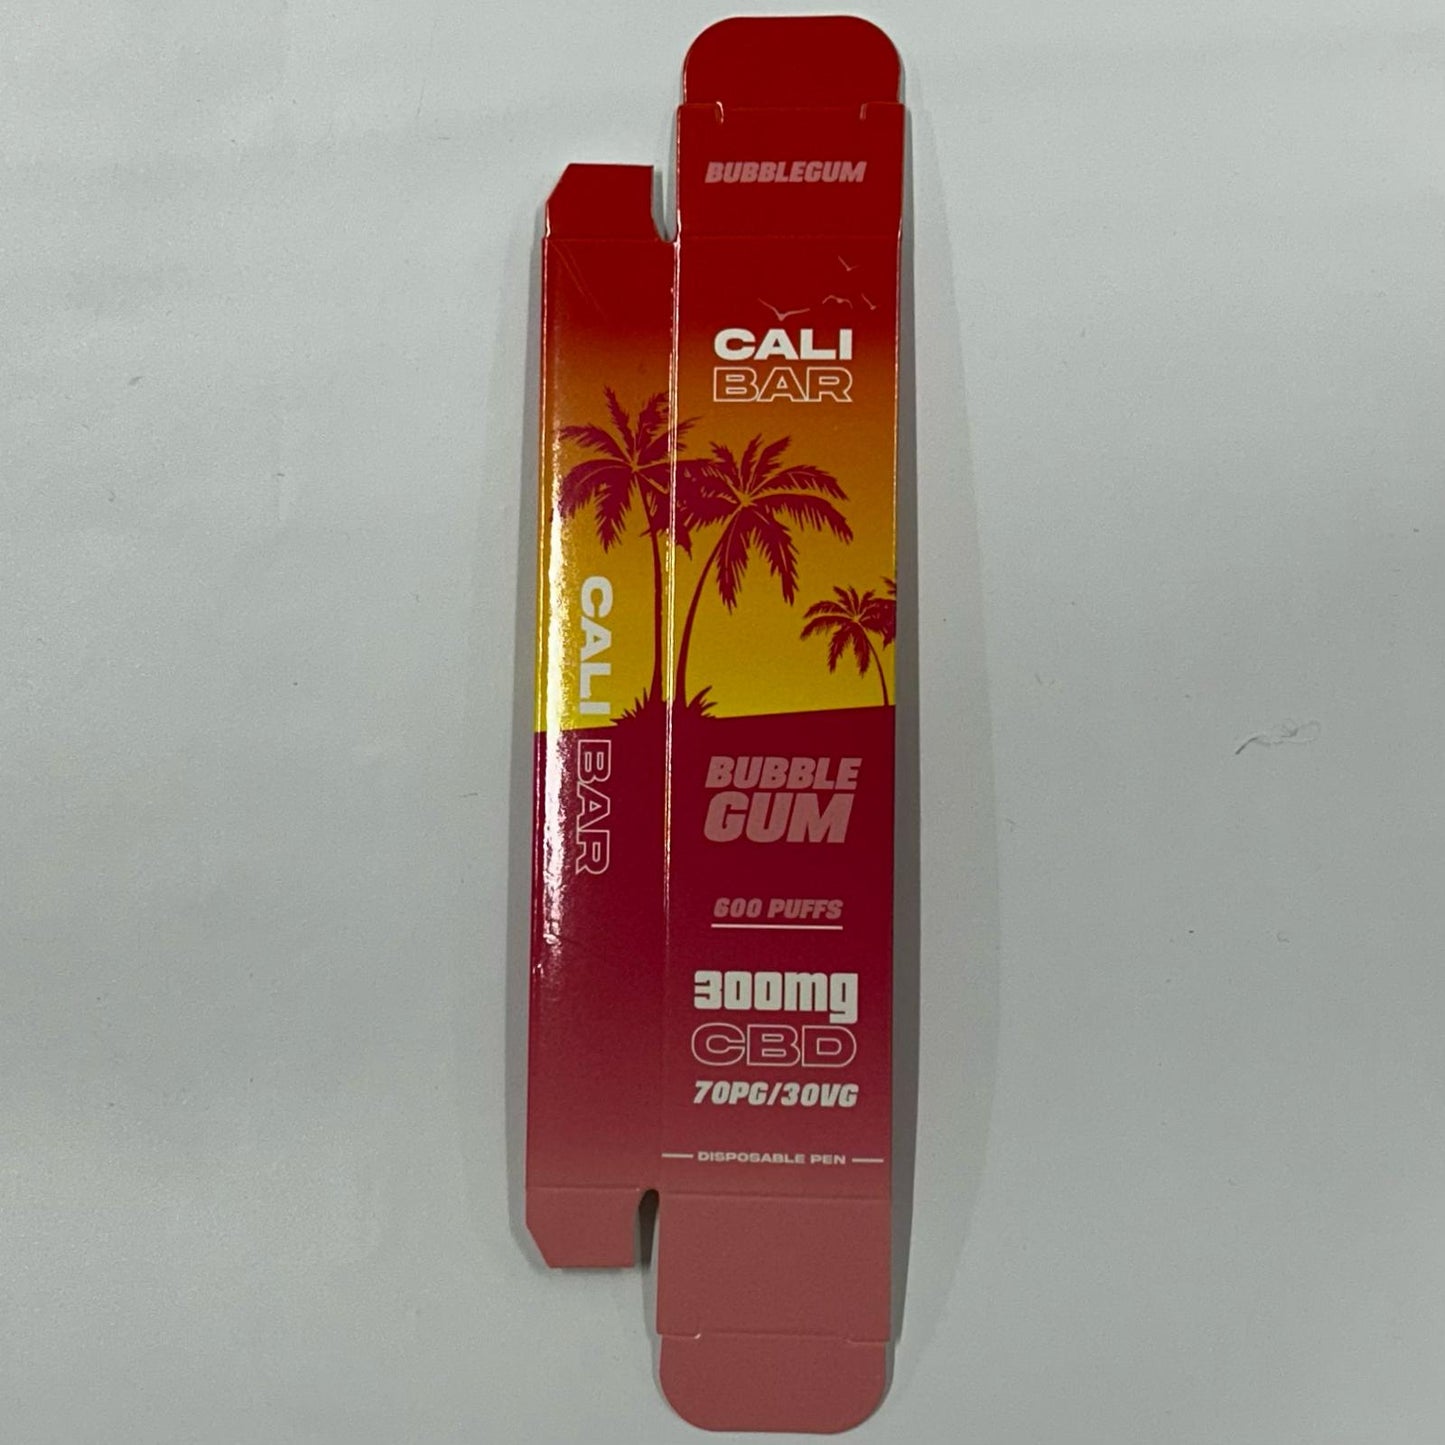 BUBBLEGUM
CALI
BAR
CALI BAR
BUBBLE
GUM
600 PUFFS
300mg
CBD
70PG/30VG
DISPOSABLE PEN